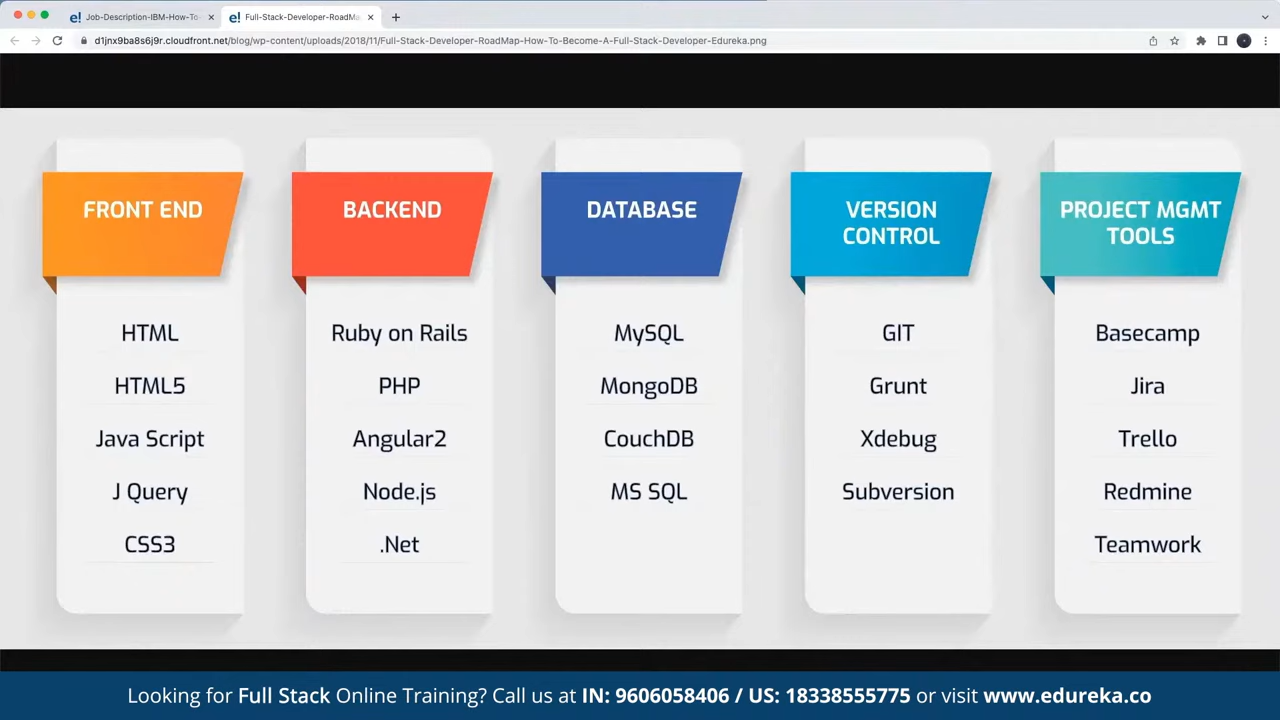 Job-Description-IBM-How-To
Full-Stack-Developer-RoadMa
d1jnx9ba8s6j9r.cloudfront.net/blog/wp-content/uploads/2018/11/Full-Stack-Developer-RoadMap-How-To-Become-A-Full-Stack-Developer-Edureka.png
FRONT END
HTML
HTML5
Java Script
J Query
CSS3
BACKEND
Ruby on Rails
PHP
Angular2
Node.js
.Net
DATABASE
MySQL
MongoDB
CouchDB
MS SQL
VERSION
CONTROL
GIT
Grunt
Xdebug
Subversion
PROJECT MGMT
TOOLS
Basecamp
Jira
Trello
Redmine
Teamwork
Looking for Full Stack Online Training? Call us at IN: 9606058406 / US: 18338555775 or visit www.edureka.co